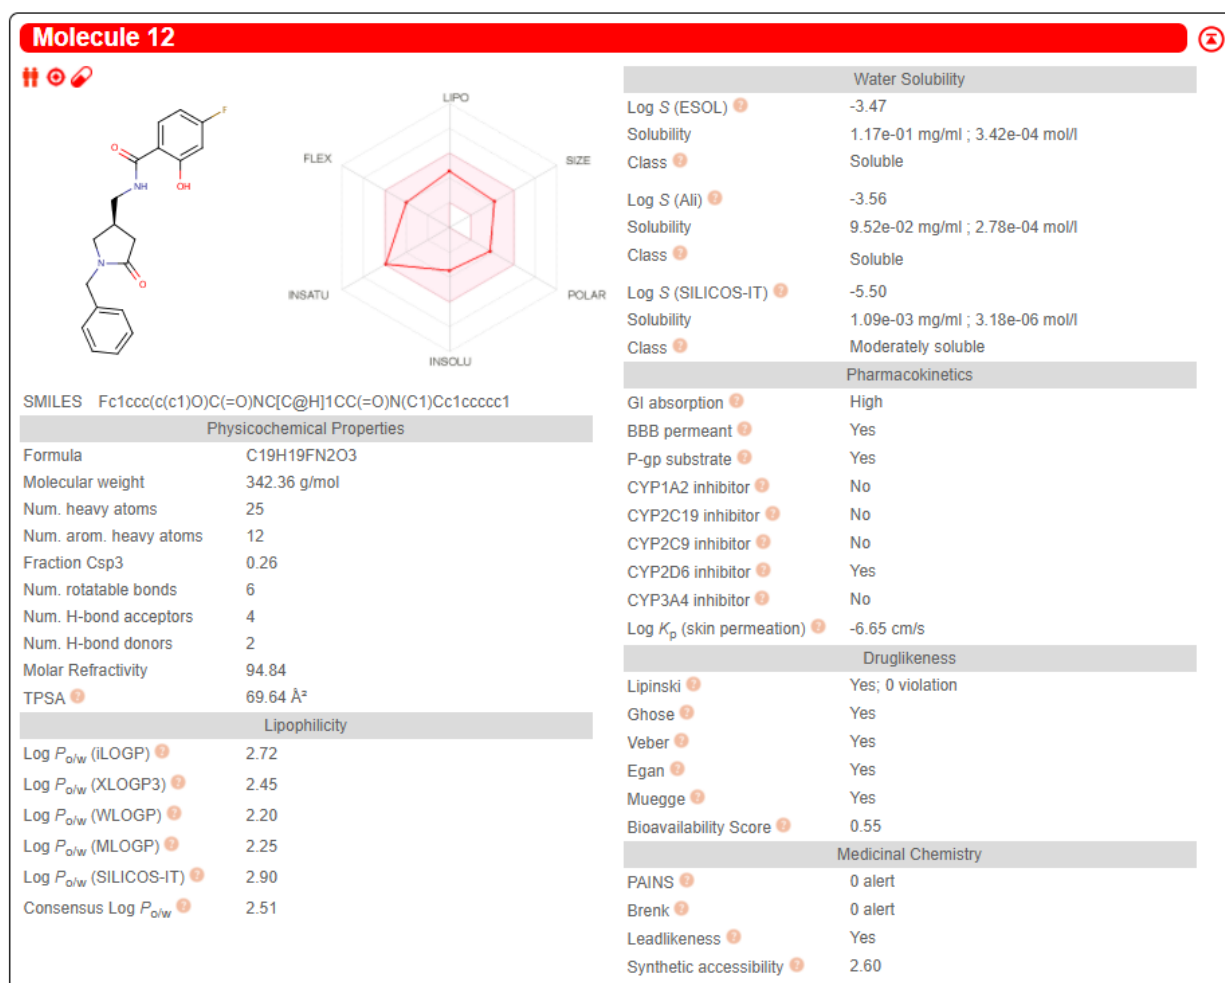 Molecule 12
F
O
NH
OH
N
O
LIPO
FLEX
SIZE
INSATU
POLAR
INSOLU
SMILES Fc1ccc(c(c1)O)C(=O)NC[C@H]1CC(=O)N(C1)Cc1ccccc1
Physicochemical Properties
Formula C19H19FN2O3
Molecular weight 342.36 g/mol
Num. heavy atoms 25
Num. arom. heavy atoms 12
Fraction Csp3 0.26
Num. rotatable bonds 6
Num. H-bond acceptors 4
Num. H-bond donors 2
Molar Refractivity 94.84
TPSA ? 69.64 Å²
Lipophilicity
Log Po/w (iLOGP) ? 2.72
Log Po/w (XLOGP3) ? 2.45
Log Po/w (WLOGP) ? 2.20
Log Po/w (MLOGP) ? 2.25
Log Po/w (SILICOS-IT) ? 2.90
Consensus Log Po/w ? 2.51
Water Solubility
Log S (ESOL) ? -3.47
Solubility 1.17e-01 mg/ml ; 3.42e-04 mol/l
Class ? Soluble
Log S (Ali) ? -3.56
Solubility 9.52e-02 mg/ml ; 2.78e-04 mol/l
Class ? Soluble
Log S (SILICOS-IT) ? -5.50
Solubility 1.09e-03 mg/ml ; 3.18e-06 mol/l
Class ? Moderately soluble
Pharmacokinetics
GI absorption ? High
BBB permeant ? Yes
P-gp substrate ? Yes
CYP1A2 inhibitor ? No
CYP2C19 inhibitor ? No
CYP2C9 inhibitor ? No
CYP2D6 inhibitor ? Yes
CYP3A4 inhibitor ? No
Log Kp (skin permeation) ? -6.65 cm/s
Druglikeness
Lipinski ? Yes; 0 violation
Ghose ? Yes
Veber ? Yes
Egan ? Yes
Muegge ? Yes
Bioavailability Score ? 0.55
Medicinal Chemistry
PAINS ? 0 alert
Brenk ? 0 alert
Leadlikeness ? Yes
Synthetic accessibility ? 2.60